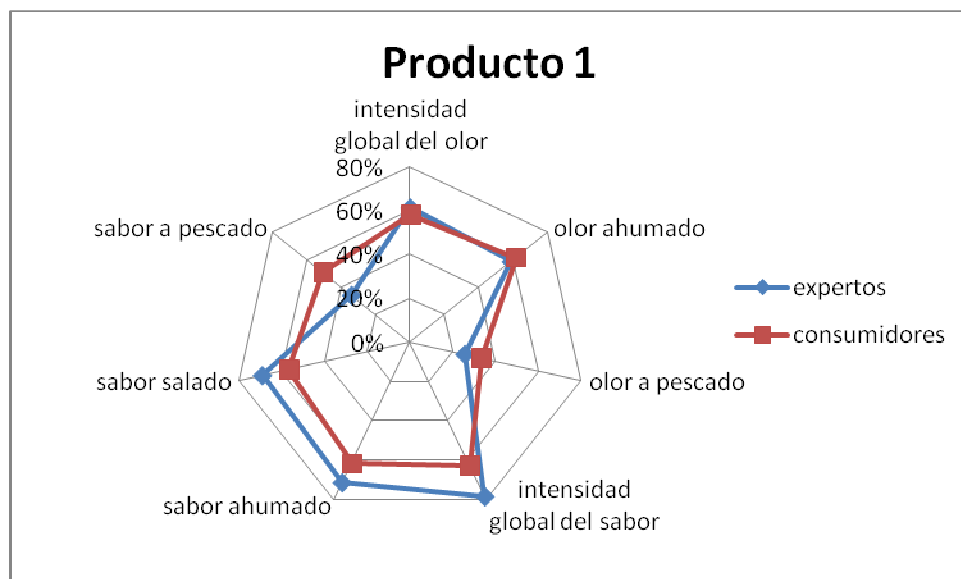 Producto 1
intensidad
global del olor
80%
60%
40%
20%
0%
olor ahumado
olor a pescado
intensidad
global del sabor
sabor ahumado
sabor salado
sabor a pescado
expertos
consumidores